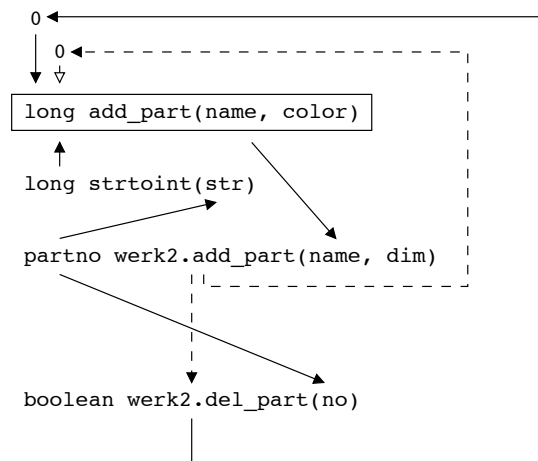 0
0
long add_part(name, color)
long strtoint(str)
partno werk2.add_part(name, dim)
boolean werk2.del_part(no)